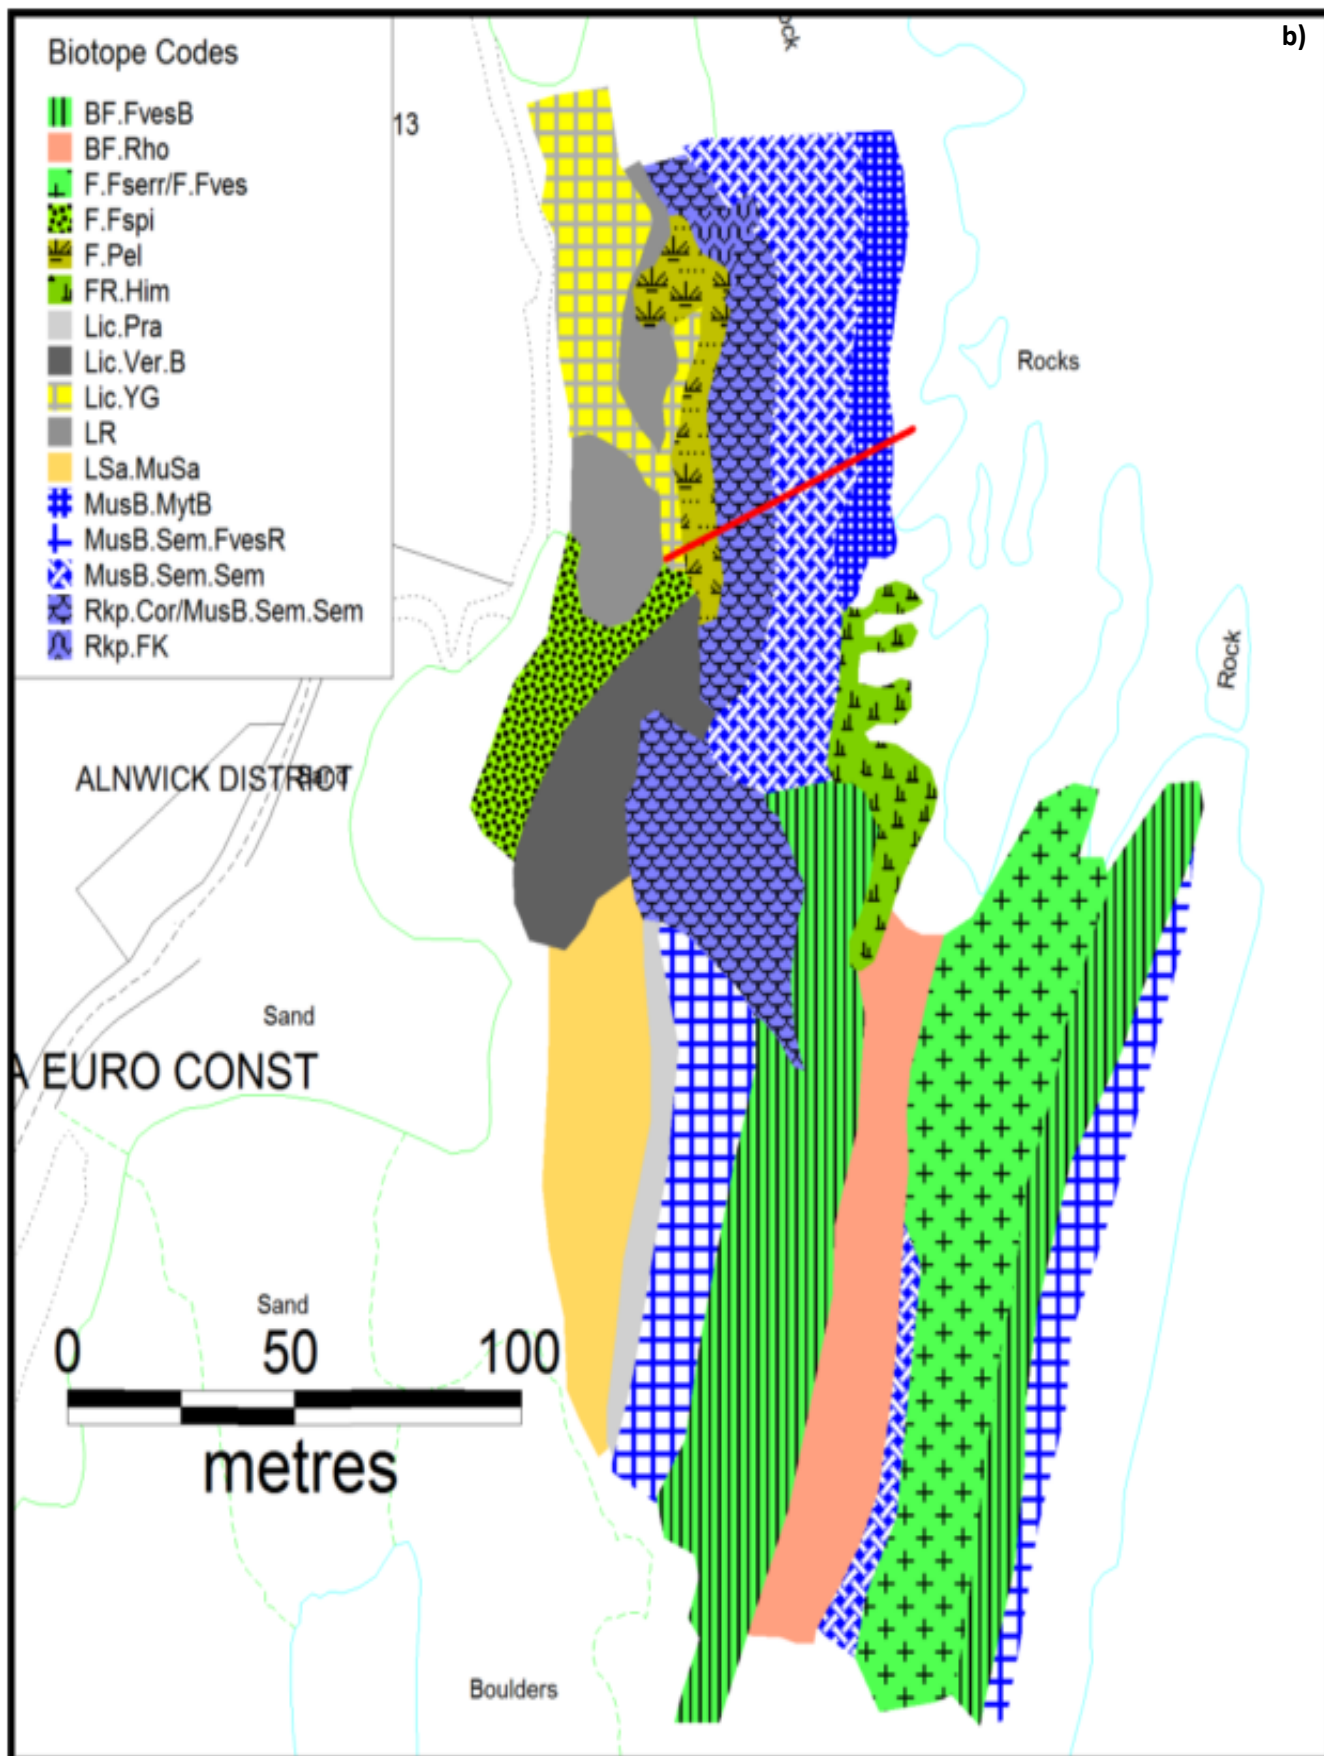 ock
b)
Biotope Codes
BF.FvesB
BF.Rho
F.Fserr/F.Fves
F.Fspi
F.Pel
FR.Him
Lic.Pra
Lic.Ver.B
Lic.YG
LR
LSa.MuSa
MusB.MytB
MusB.Sem.FvesR
MusB.Sem.Sem
Rkp.Cor/MusB.Sem.Sem
Rkp.FK
13
Rocks
Rock
ALNWICK DISTRICT
Sand
Sand
A EURO CONST
Sand
0 50 100
metres
Boulders